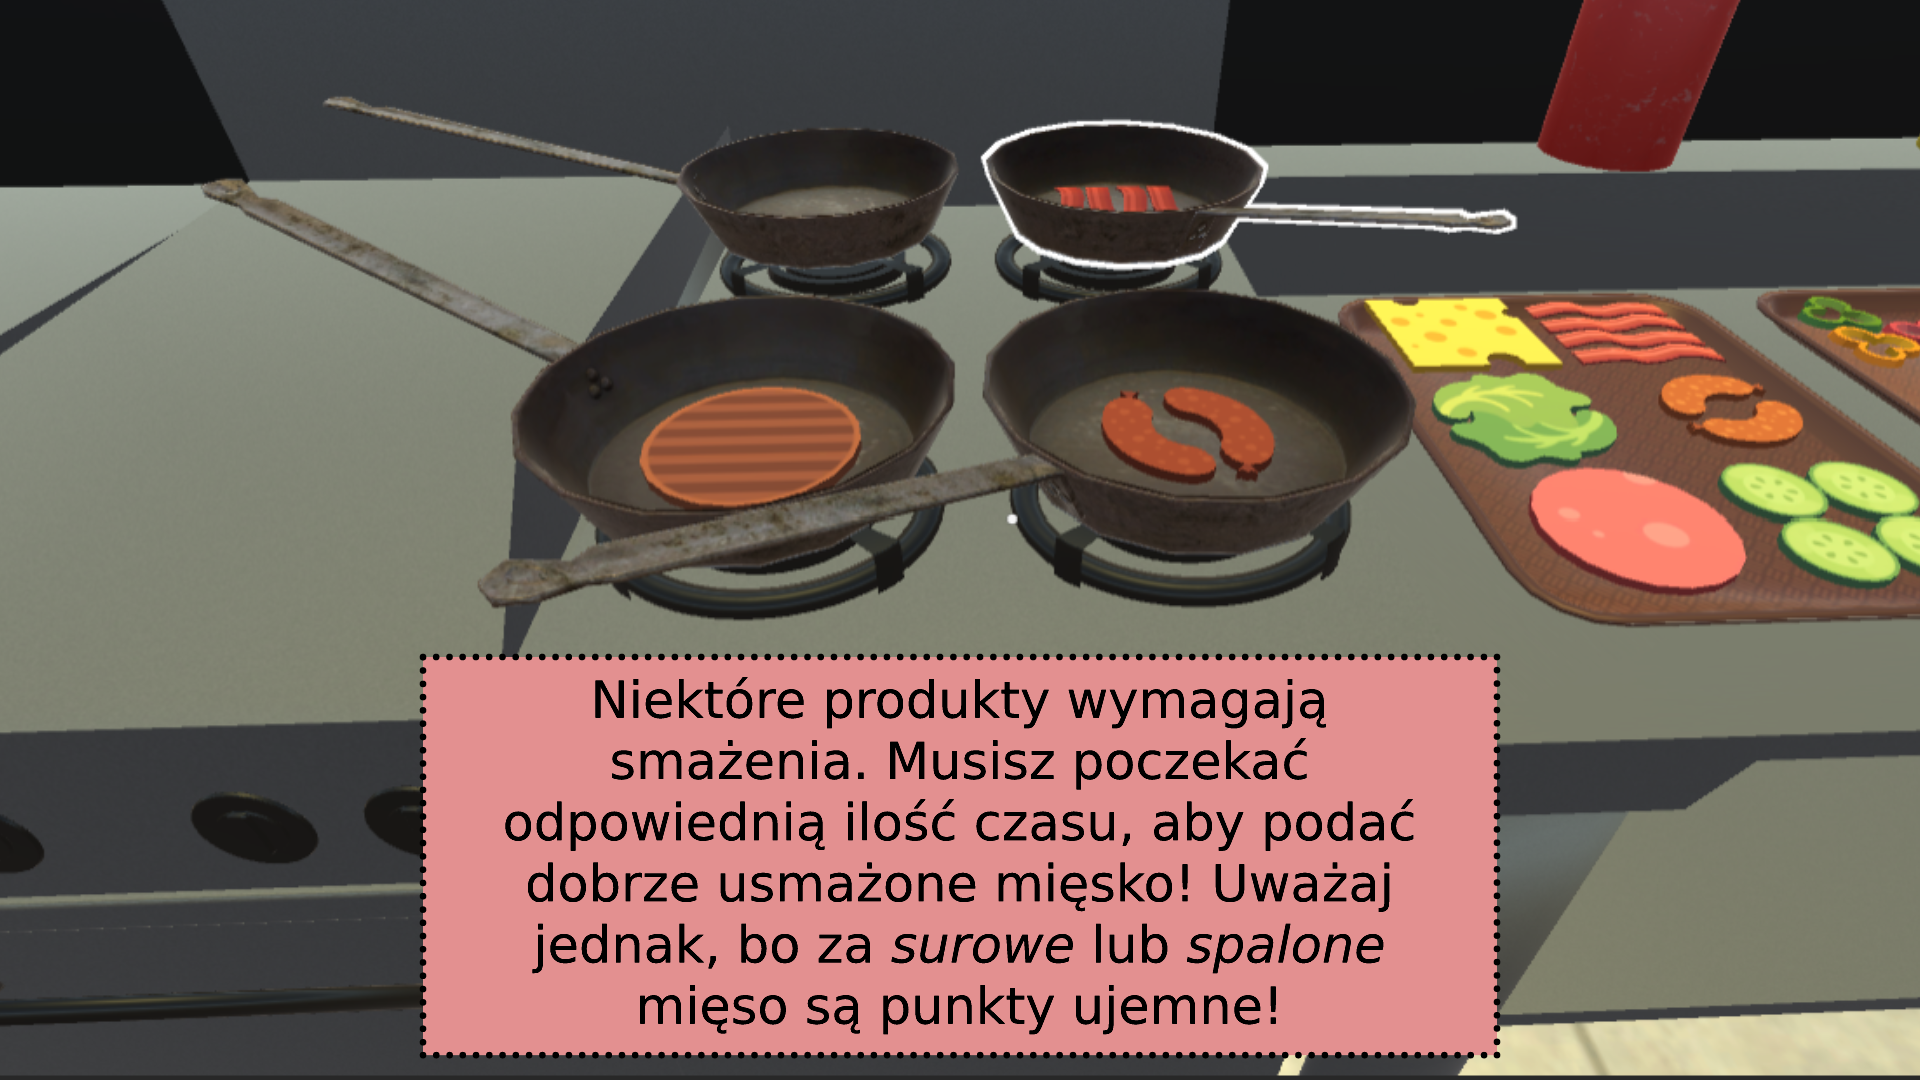 Niektóre produkty wymagają
smażenia. Musisz poczekać
odpowiednią ilość czasu, aby podać
dobrze usmażone mięsko! Uważaj
jednak, bo za surowe lub spalone
mięso są punkty ujemne!